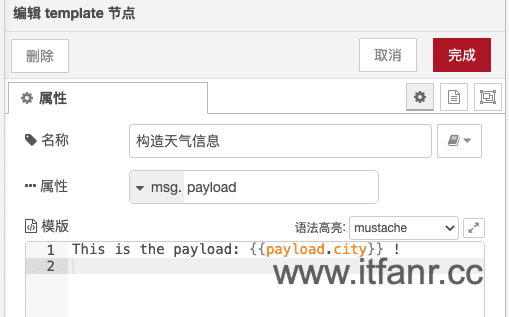 编辑 template 节点
删除 取消 完成
属性
名称 构造天气信息
属性 msg. payload
模版 语法高亮: mustache
1 This is the payload: {{payload.city}} !
2
www.itfanr.cc